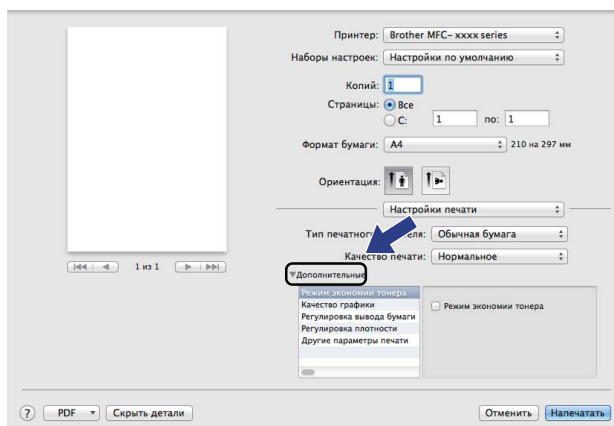 Принтер: Brother MFC- xxxx series
Наборы настроек: Настройки по умолчанию
Копий: 1
Страницы: Все
С: 1 по: 1
Формат бумаги: A4 210 на 297 мм
Ориентация:
Настройки печати
Тип печатного еля: Обычная бумага
Качество печати: Нормальное
1 из 1
Дополнительные
Режим экономии тонера
Качество графики
Регулировка вывода бумаги
Регулировка плотности
Другие параметры печати
Режим экономии тонера
? PDF Скрыть детали Отменить Напечатать